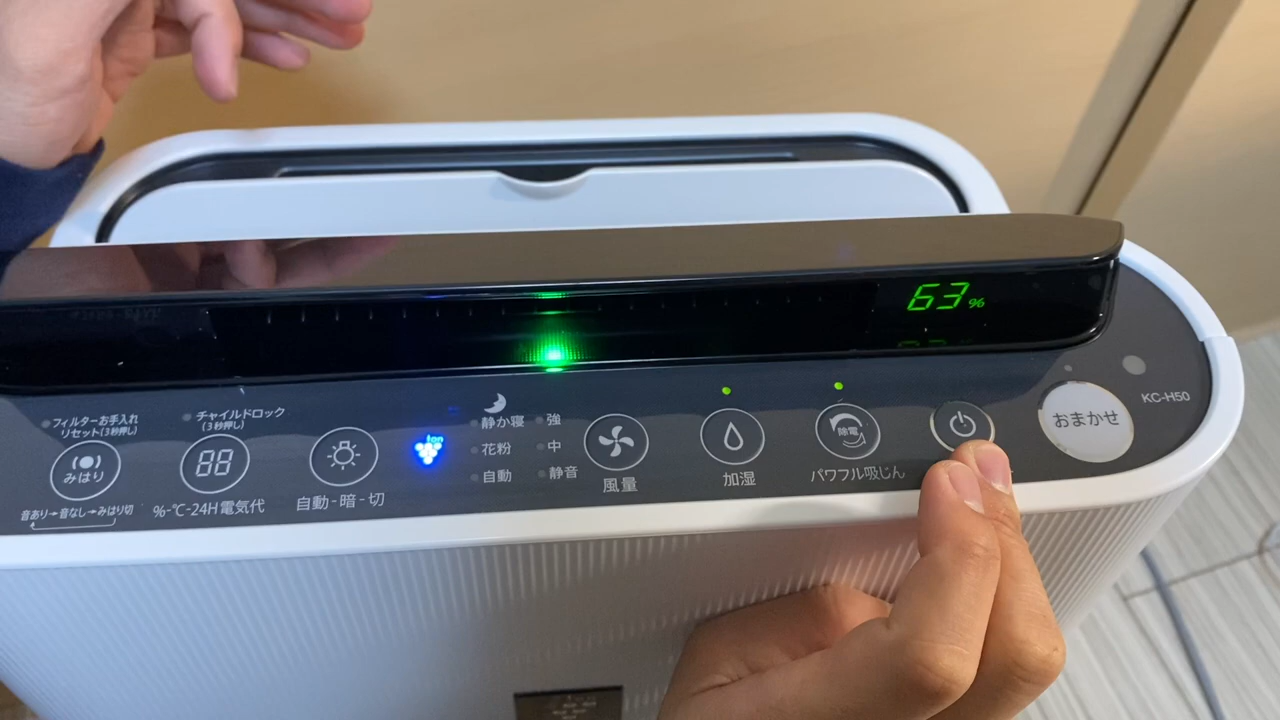 63%
KC-H50
フィルターお手入れ
リセット(3秒押し)
みはり
音あり→音なし→みはり切
チャイルドロック
(3秒押し)
88
%-℃-24H電気代
自動-暗-切
ion
静か寝
花粉
自動
強
中
静音
風量
加湿
除電
パワフル吸じん
おまかせ